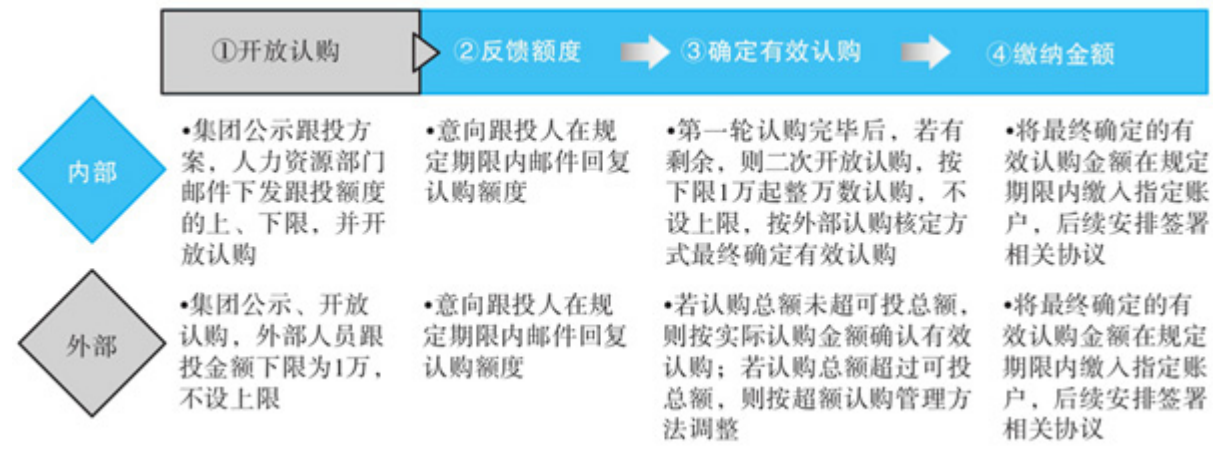 ①开放认购
②反馈额度
③确定有效认购
④缴纳金额
内部
•集团公示跟投方
案，人力资源部门
邮件下发跟投额度
的上、下限，并开
放认购
•意向跟投人在规
定期限内邮件回复
认购额度
•第一轮认购完毕后，若有
剩余，则二次开放认购，按
下限1万起整万数认购，不
设上限，按外部认购核定方
式最终确定有效认购
•将最终确定的有
效认购金额在规定
期限内缴入指定账
户，后续安排签署
相关协议
外部
•集团公示、开放
认购，外部人员跟
投金额下限为1万，
不设上限
•意向跟投人在规
定期限内邮件回复
认购额度
•若认购总额未超可投总额，
则按实际认购金额确认有效
认购；若认购总额超过可投
总额，则按超额认购管理方
法调整
•将最终确定的有
效认购金额在规定
期限内缴入指定账
户，后续安排签署
相关协议